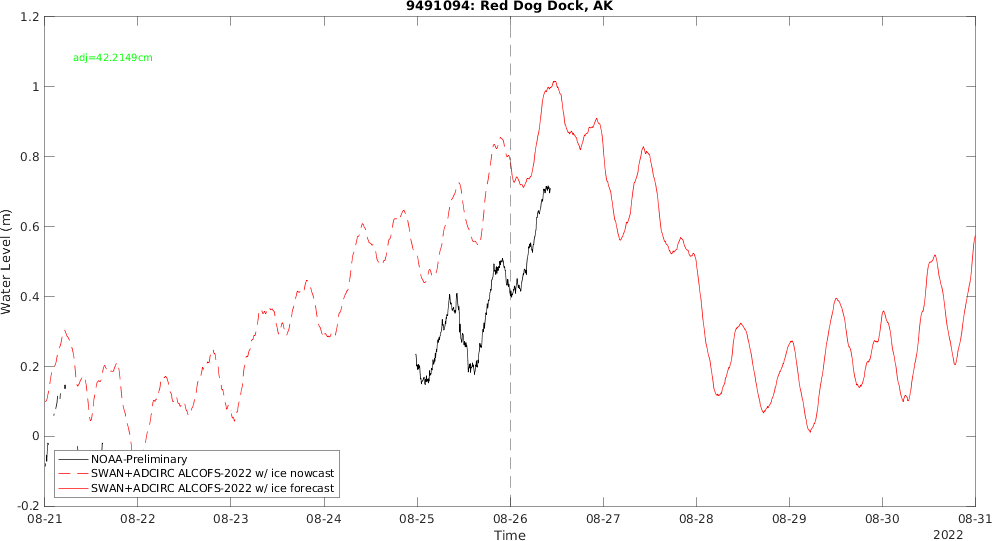 9491094: Red Dog Dock, AK
adj=42.2149cm
Water Level (m)
1.2
1
0.8
0.6
0.4
0.2
0
-0.2
NOAA-Preliminary
SWAN+ADCIRC ALCOFS-2022 w/ ice nowcast
SWAN+ADCIRC ALCOFS-2022 w/ ice forecast
08-21 08-22 08-23 08-24 08-25 08-26 08-27 08-28 08-29 08-30 08-31
Time
2022